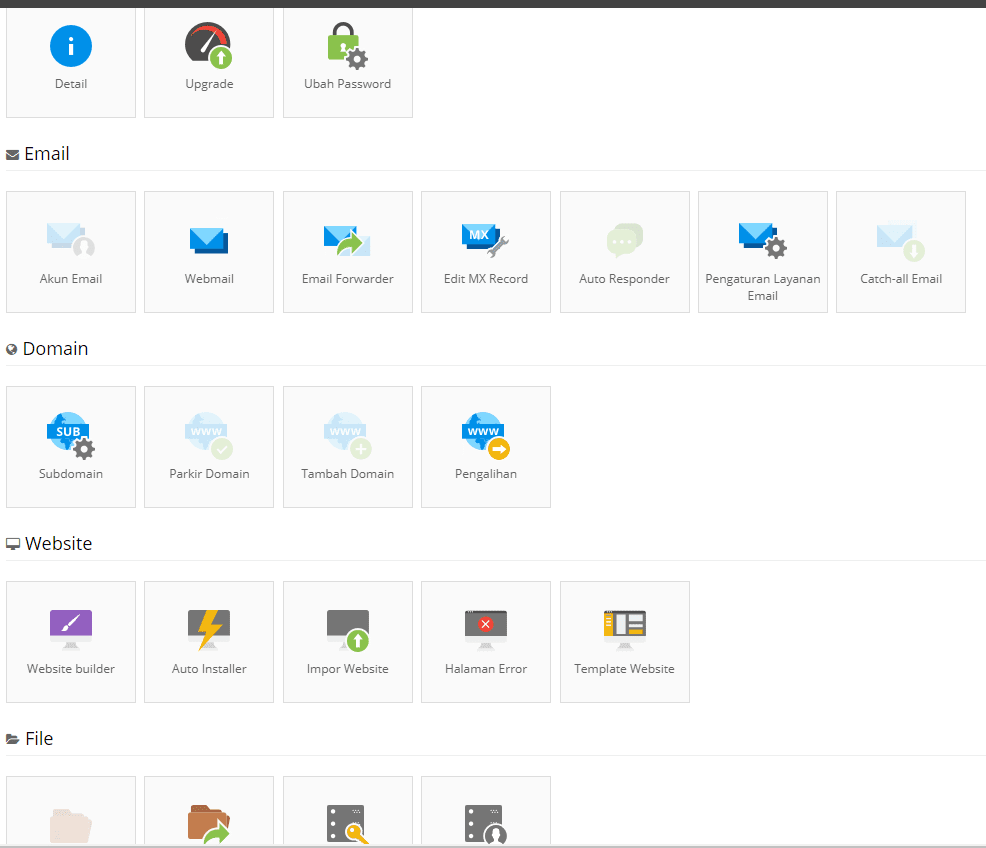 Detail
Upgrade
Ubah Password
Email
Akun Email
Webmail
Email Forwarder
MX
Edit MX Record
Auto Responder
Pengaturan Layanan
Email
Catch-all Email
Domain
SUB
Subdomain
www
Parkir Domain
www
Tambah Domain
www
Pengalihan
Website
Website builder
Auto Installer
Impor Website
Halaman Error
Template Website
File